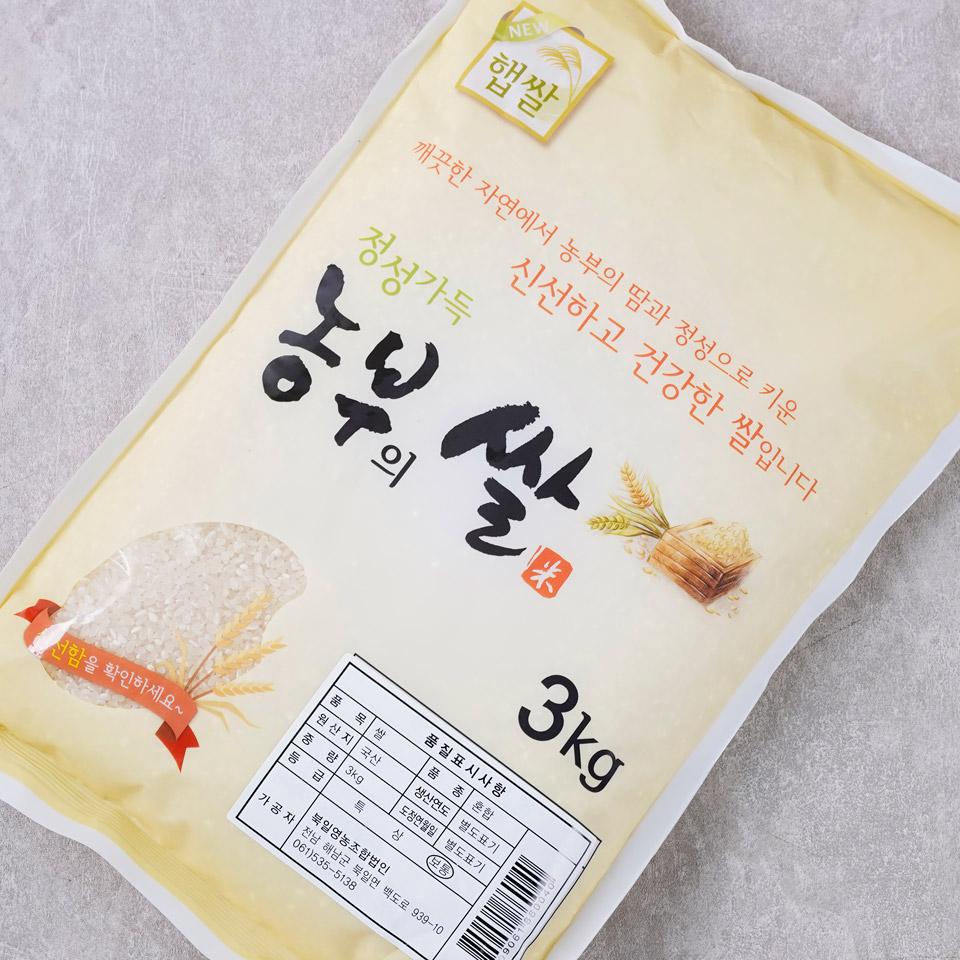 NEW
햅쌀
깨끗한 자연에서 농부의 땀과 정성으로 키운
신선하고 건강한 쌀입니다
정성가득
농부의 쌀
米
선함을 확인하세요~
3kg
품질표시사항
품 목 쌀 품 종 혼합
원산지 국산 생산연도 별도표기
중 량 3kg 도정연월일 별도표기
등 급 특 상 보통
가공자 북일영농조합법인
전남 해남군 북일면 백도로 939-10
061)535-5138